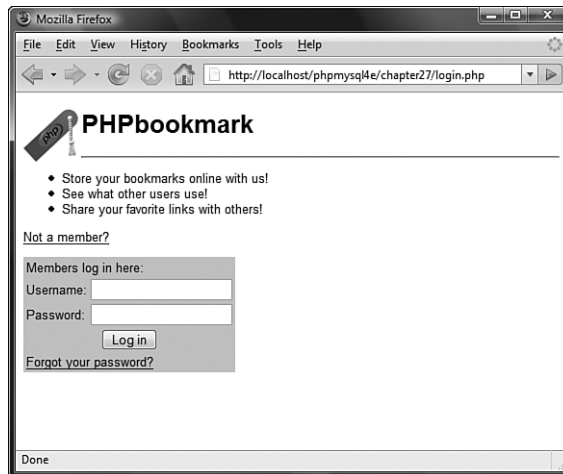 Mozilla Firefox
File Edit View History Bookmarks Tools Help
http://localhost/phpmysql4e/chapter27/login.php
php
PHPbookmark
Store your bookmarks online with us!
See what other users use!
Share your favorite links with others!
Not a member?
Members log in here:
Username:
Password:
Log in
Forgot your password?
Done